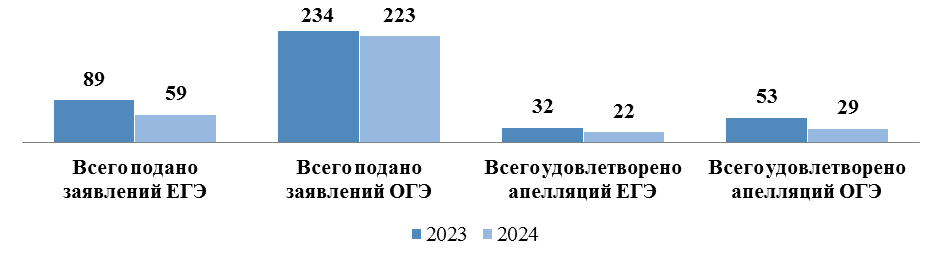 234
223
89
59
32
22
53
29
Всего подано
заявлений ЕГЭ
Всего подано
заявлений ОГЭ
Всего удовлетворено
апелляций ЕГЭ
Всего удовлетворено
апелляций ОГЭ
2023
2024